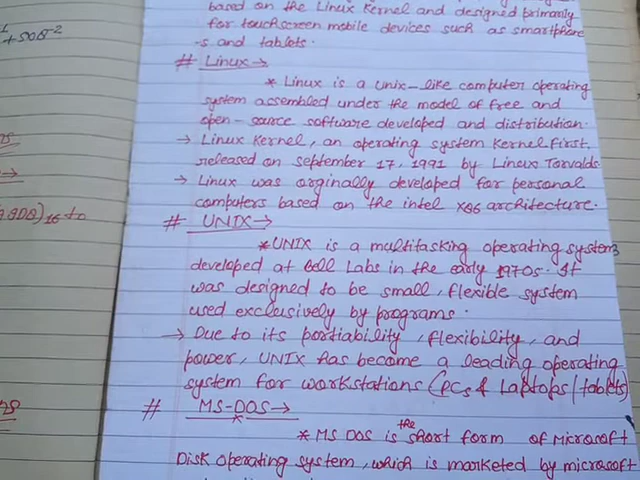 based on the Linux Kernel and designed primarily
for touchscreen mobile devices such as smartphone
-s and tablets.
# Linux →
* Linux is a unix-like computer operating
system assembled under the model of free and
open-source software developed and distribution.
→ Linux Kernel, an operating system Kernel first,
released on september 17, 1991 by Linux Torvalds
→ Linux was orginally developed for personal
computers based on the intel x86 architecture.
# UNIX →
* UNIX is a multitasking operating system
developed at Bell Labs in the early 1970s. It
was designed to be small, flexible system
used exclusively by programs.
→ Due to its portiability, flexibility, and
power, UNIX has become a leading operating
system for workstations (PCs & Laptops/tablets)
# MS-DOS →
* MS DOS is the short form of Microsoft
Disk operating system, which is marketed by microsoft